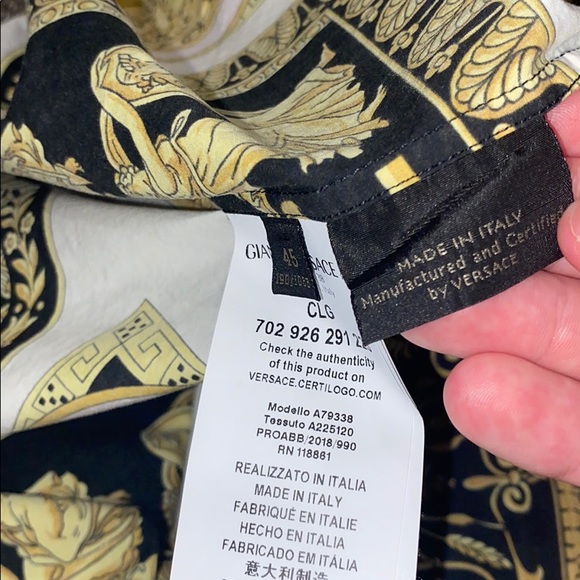 MADE IN ITALY
Manufactured and Certified
by VERSACE
45
GIAN
SACE
CLG
702 926 291
Check the authenticity
of this product on
VERSACE.CERTILOGO.COM
Modello A79338
Tessuto A225120
PROABB/2018/990
RN 118861
REALIZZATO IN ITALIA
MADE IN ITALY
FABRIQUÉ EN ITALIE
HECHO EN ITALIA
FABRICADO EM ITÁLIA
意大利制造